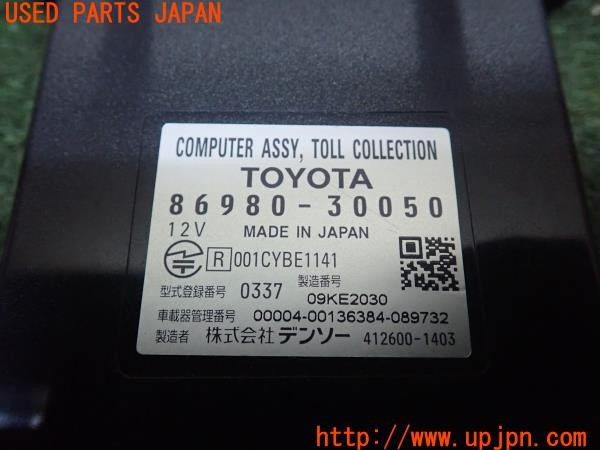 USED PARTS JAPAN
COMPUTER ASSY, TOLL COLLECTION
TOYOTA
86980-30050
12V MADE IN JAPAN
R 001CYBE1141
型式登録番号 0337 製造番号 09KE2030
車載器管理番号 00004-00136384-089732
製造者 株式会社 デンソー 412600-1403
http://www.upjpn.com/